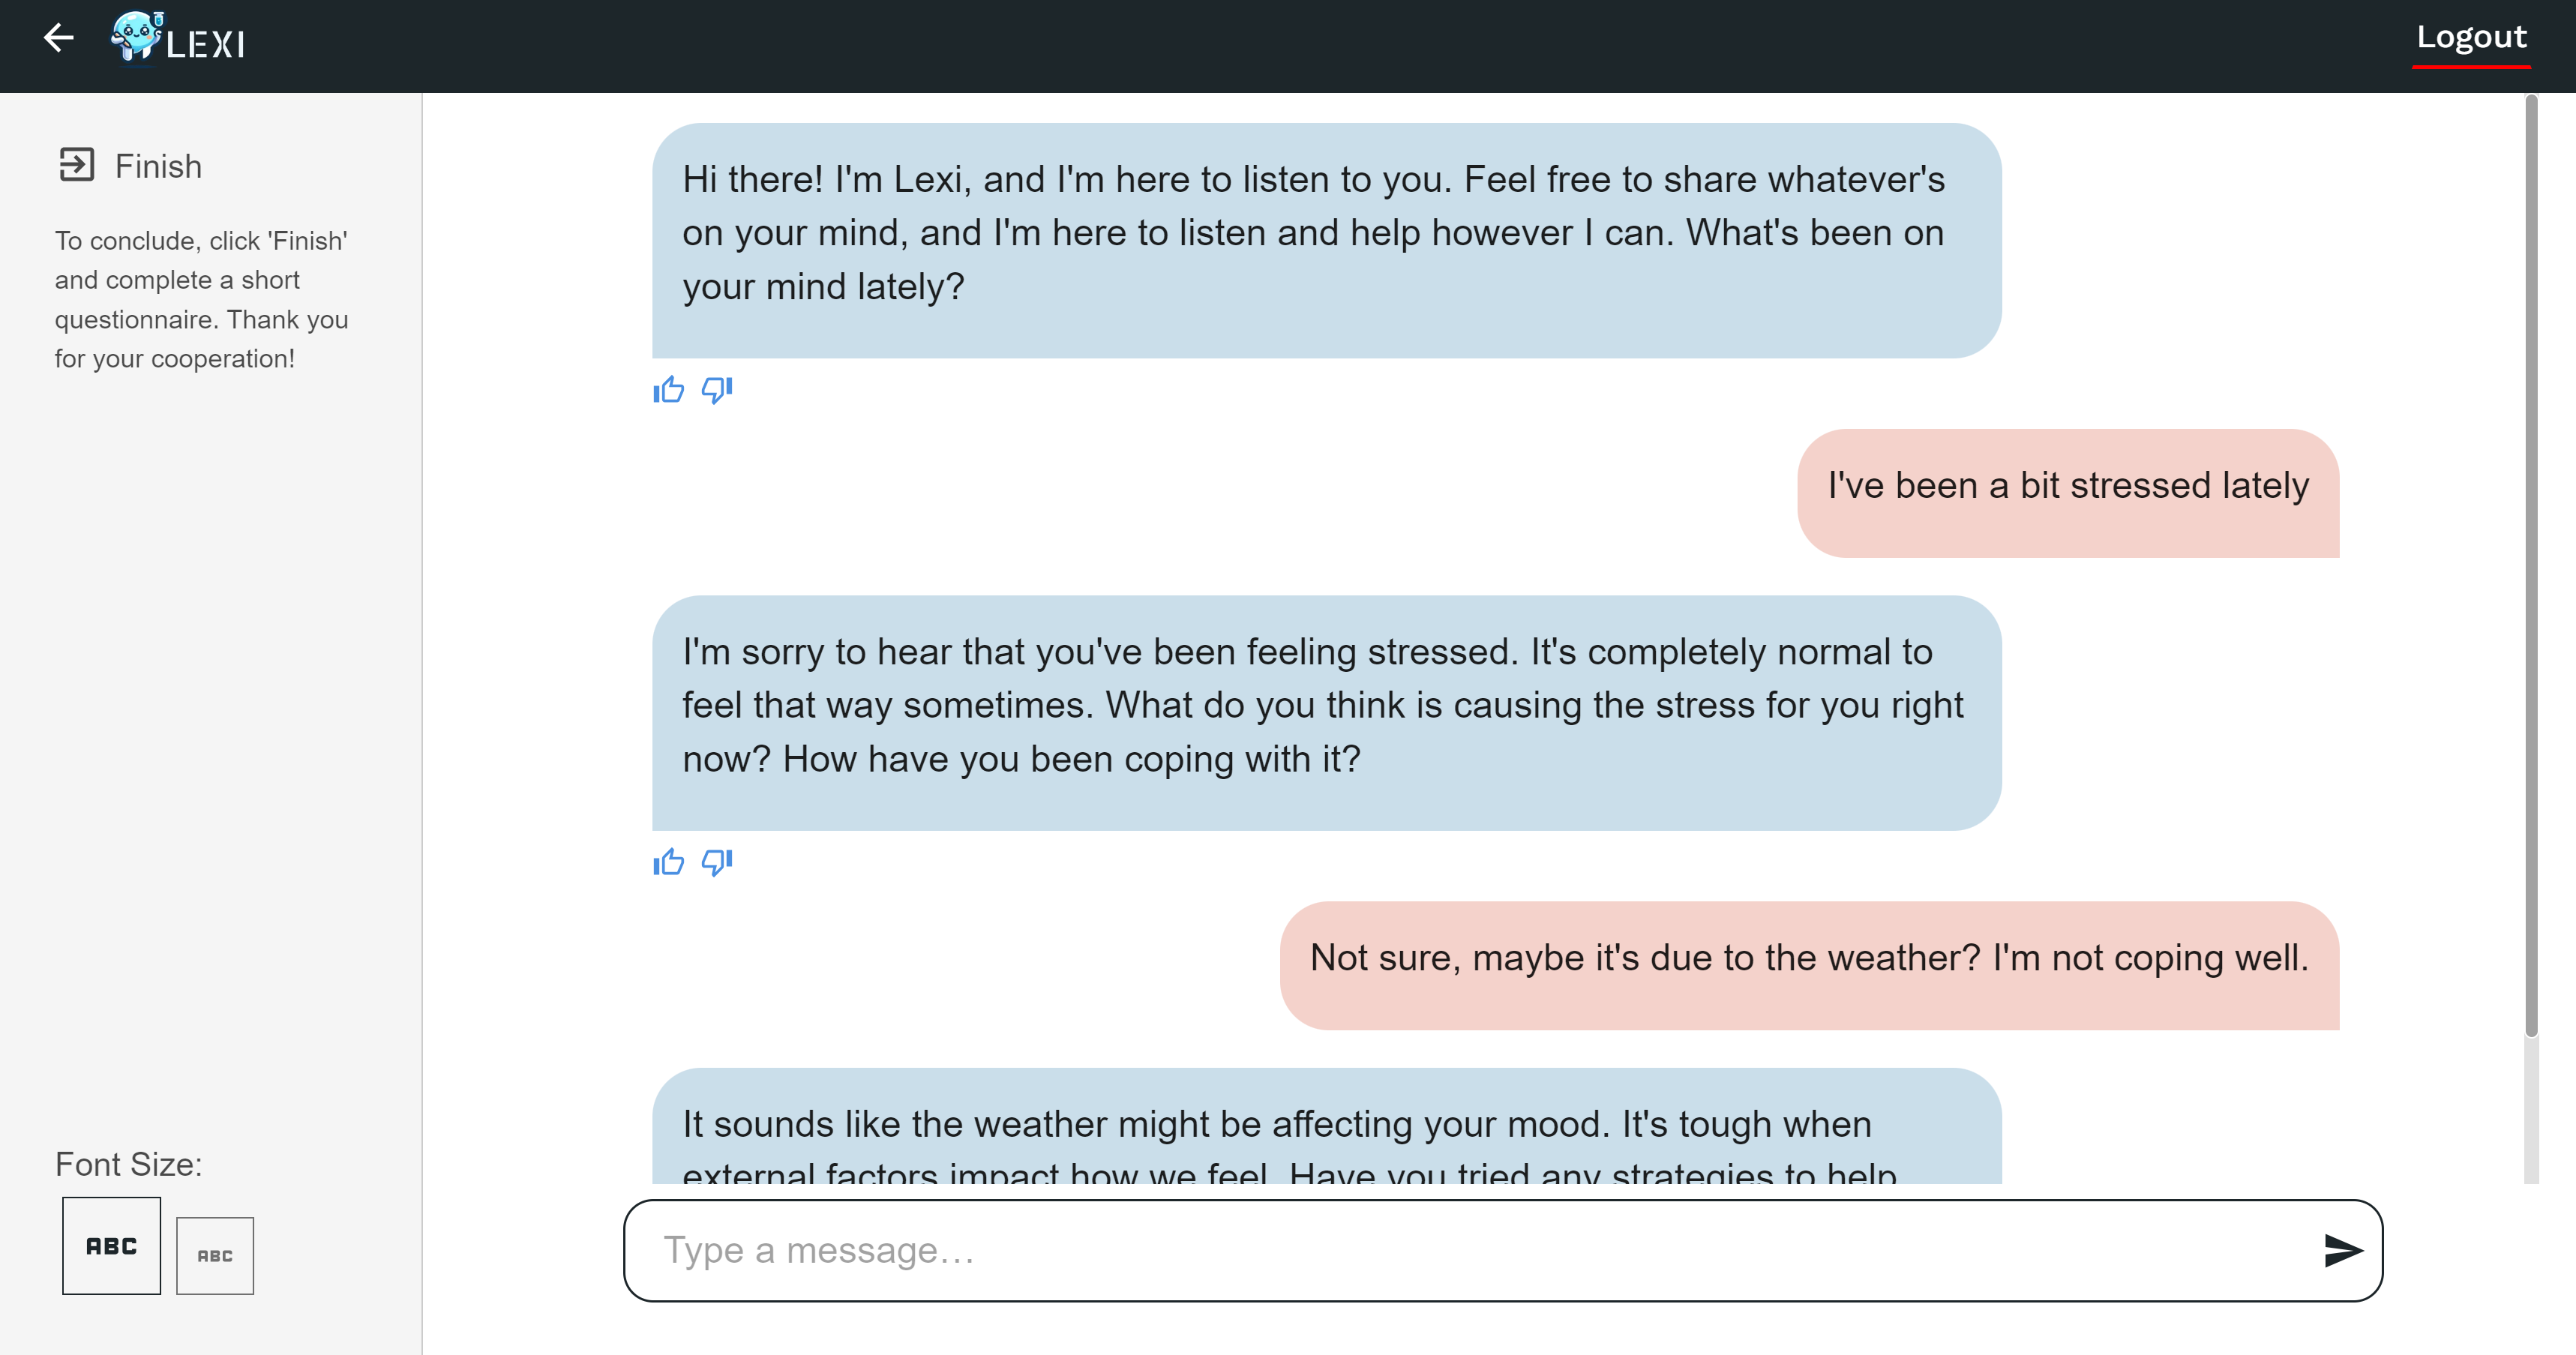 LEXI
Logout
Finish
To conclude, click 'Finish'
and complete a short
questionnaire. Thank you
for your cooperation!
Hi there! I'm Lexi, and I'm here to listen to you. Feel free to share whatever's
on your mind, and I'm here to listen and help however I can. What's been on
your mind lately?
I've been a bit stressed lately
I'm sorry to hear that you've been feeling stressed. It's completely normal to
feel that way sometimes. What do you think is causing the stress for you right
now? How have you been coping with it?
Not sure, maybe it's due to the weather? I'm not coping well.
It sounds like the weather might be affecting your mood. It's tough when
external factors impact how we feel. Have you tried any strategies to help
Font Size:
ABC ABC
Type a message…